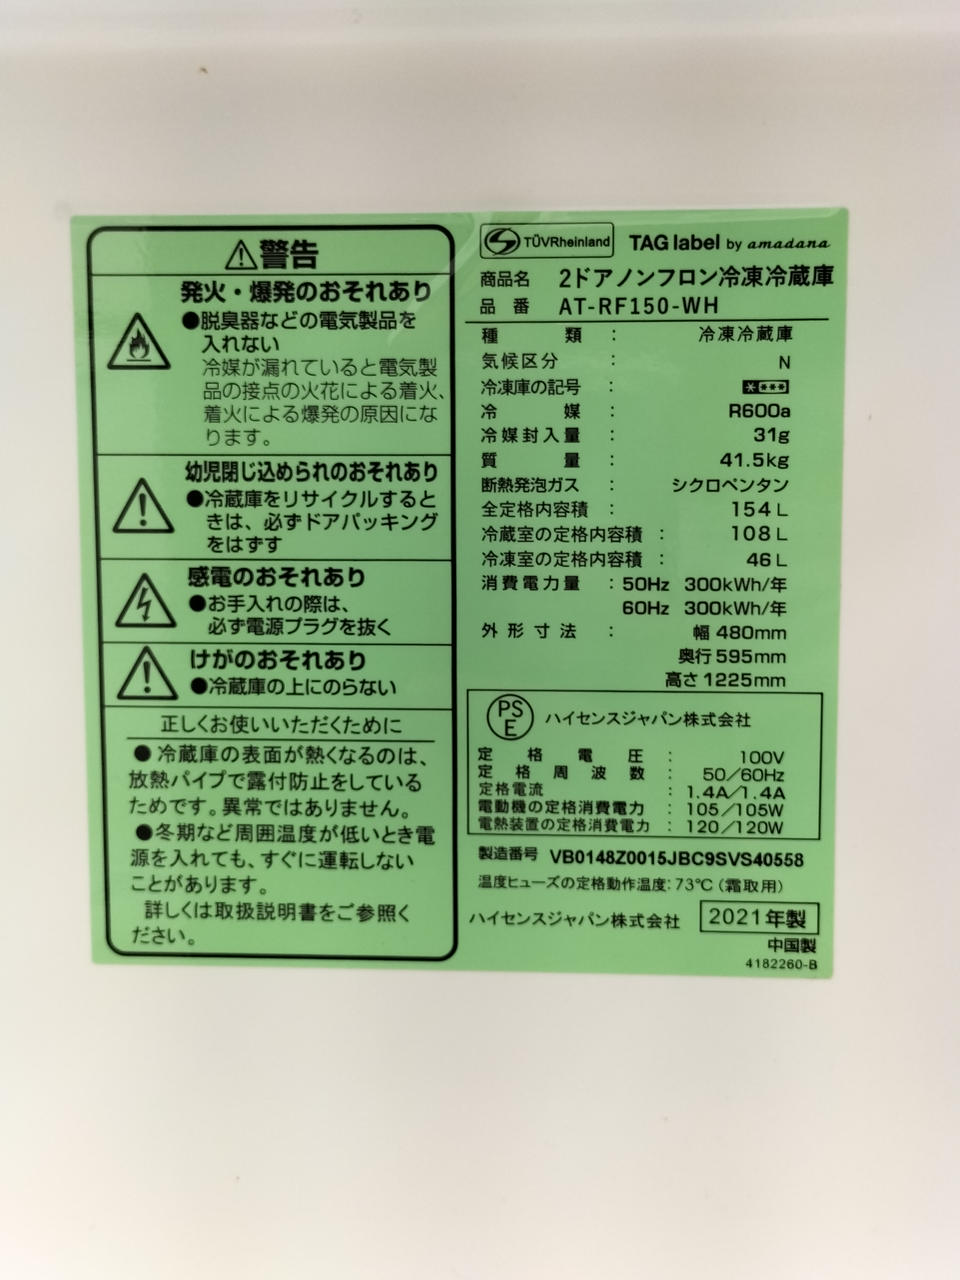 警告
発火・爆発のおそれあり
●脱臭器などの電気製品を
入れない
冷媒が漏れていると電気製
品の接点の火花による着火、
着火による爆発の原因にな
ります。
幼児閉じ込められのおそれあり
●冷蔵庫をリサイクルすると
きは、必ずドアパッキング
をはずす
感電のおそれあり
●お手入れの際は、
必ず電源プラグを抜く
けがのおそれあり
●冷蔵庫の上にのらない
正しくお使いいただくために
●冷蔵庫の表面が熱くなるのは、
放熱パイプで露付防止をしている
ためです。異常ではありません。
●冬期など周囲温度が低いとき電
源を入れても、すぐに運転しない
ことがあります。
詳しくは取扱説明書をご参照く
ださい。
TÜVRheinland TAG label by amadana
商品名 2ドアノンフロン冷凍冷蔵庫
品番 AT-RF150-WH
種類 : 冷凍冷蔵庫
気候区分 : N
冷凍庫の記号 : ****
冷媒 : R600a
冷媒封入量 : 31g
質量 : 41.5kg
断熱発泡ガス : シクロペンタン
全定格内容積 : 154L
冷蔵室の定格内容積 : 108L
冷凍室の定格内容積 : 46L
消費電力量 : 50Hz 300kWh/年
60Hz 300kWh/年
外形寸法 : 幅480mm
奥行595mm
高さ1225mm
PSE ハイセンスジャパン株式会社
定格電圧 : 100V
定格周波数 : 50/60Hz
定格電流 : 1.4A/1.4A
電動機の定格消費電力 : 105/105W
電熱装置の定格消費電力 : 120/120W
製造番号 VB0148Z0015JBC9SVS40558
温度ヒューズの定格動作温度:73℃(霜取用)
ハイセンスジャパン株式会社 2021年製
中国製
4182260-B